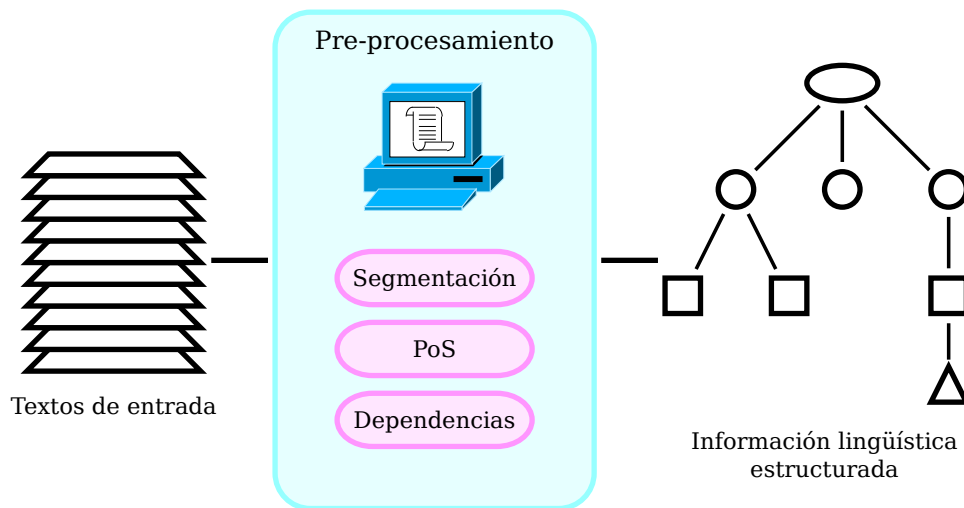 Pre-procesamiento
Segmentación
PoS
Dependencias
Textos de entrada
Información lingüística
estructurada